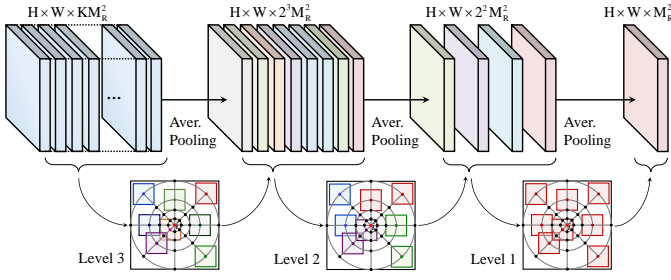 H×W×KM_R^2
H×W×2^3M_R^2
H×W×2^2M_R^2
H×W×M_R^2
...
Aver.
Pooling
Aver.
Pooling
Aver.
Pooling
Level 3
Level 2
Level 1